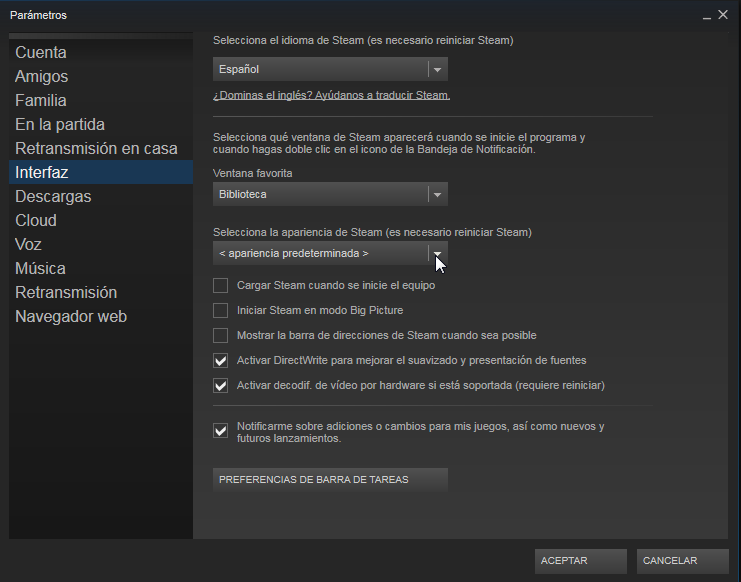 Parámetros
Cuenta
Amigos
Familia
En la partida
Retransmisión en casa
Interfaz
Descargas
Cloud
Voz
Música
Retransmisión
Navegador web
Selecciona el idioma de Steam (es necesario reiniciar Steam)
Español
¿Dominas el inglés? Ayúdanos a traducir Steam.
Selecciona qué ventana de Steam aparecerá cuando se inicie el programa y
cuando hagas doble clic en el icono de la Bandeja de Notificación.
Ventana favorita
Biblioteca
Selecciona la apariencia de Steam (es necesario reiniciar Steam)
< apariencia predeterminada >
Cargar Steam cuando se inicie el equipo
Iniciar Steam en modo Big Picture
Mostrar la barra de direcciones de Steam cuando sea posible
Activar DirectWrite para mejorar el suavizado y presentación de fuentes
Activar decodif. de vídeo por hardware si está soportada (requiere reiniciar)
Notificarme sobre adiciones o cambios para mis juegos, así como nuevos y
futuros lanzamientos.
PREFERENCIAS DE BARRA DE TAREAS
ACEPTAR
CANCELAR